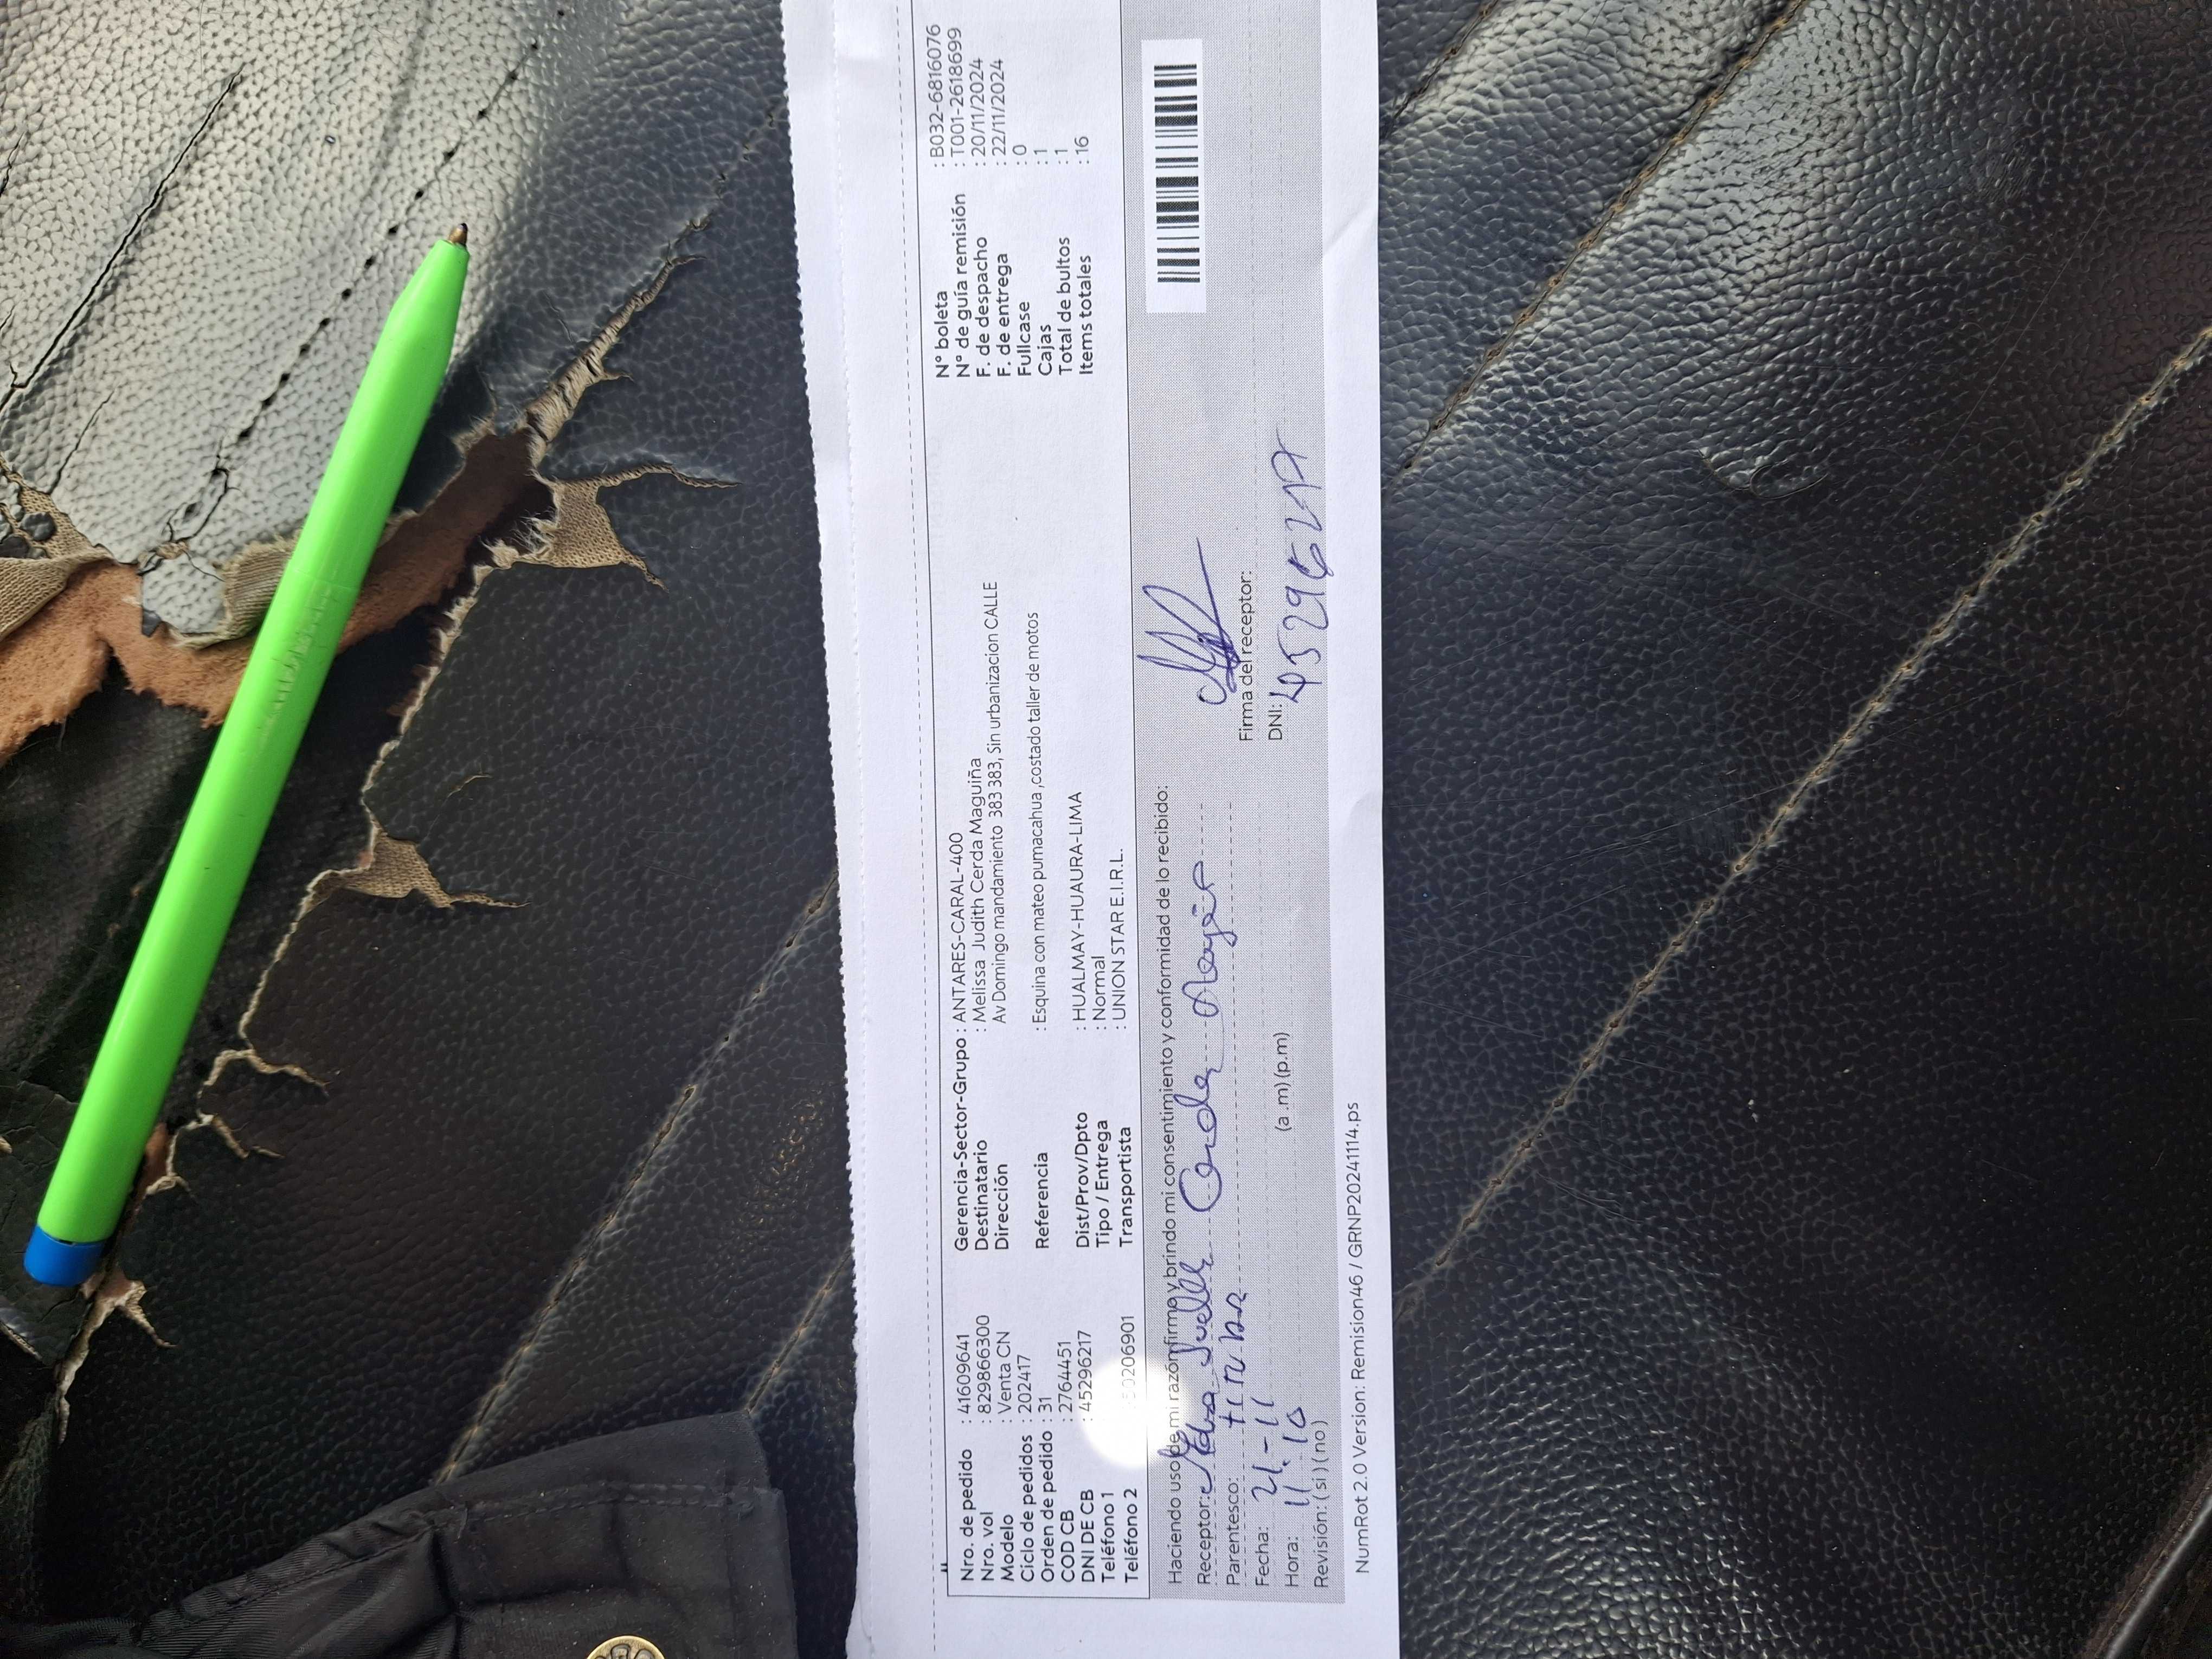 Nro. de pedido : 41609641
Nro. vol : 829866300
Modelo : Venta CN
Ciclo de pedidos : 202417
Orden de pedido : 31
COD CB : 2764451
DNI DE CB : 45296217
Teléfono 1
Teléfono 2 206901
Gerencia-Sector-Grupo : ANTARES-CARAL-400
Destinatario : Melissa Judith Cerda Maguiña
Dirección Av Domingo mandamiento 383 383, Sin urbanizacion CALLE
Referencia : Esquina con mateo pumacahua ,costado taller de motos
Dist/Prov/Dpto : HUALMAY-HUAURA-LIMA
Tipo / Entrega : Normal
Transportista : UNION STAR E.I.R.L.
N° boleta : B032-6816076
N° de guía remisión : T001-2618699
F. de despacho : 20/11/2024
F. de entrega : 22/11/2024
Fullcase : 0
Cajas : 1
Total de bultos : 1
Items totales : 16
Haciendo uso de mi razón firmo y brindo mi consentimiento y conformidad de lo recibido:
Receptor: Cerda
Parentesco:
Fecha: 21-11
Hora: 11.10 (a.m) (p.m)
Revisión: ( si ) ( no )
Firma del receptor:
DNI: 45296217
NumRot 2.0 Version: Remision46 / GRNP20241114.ps